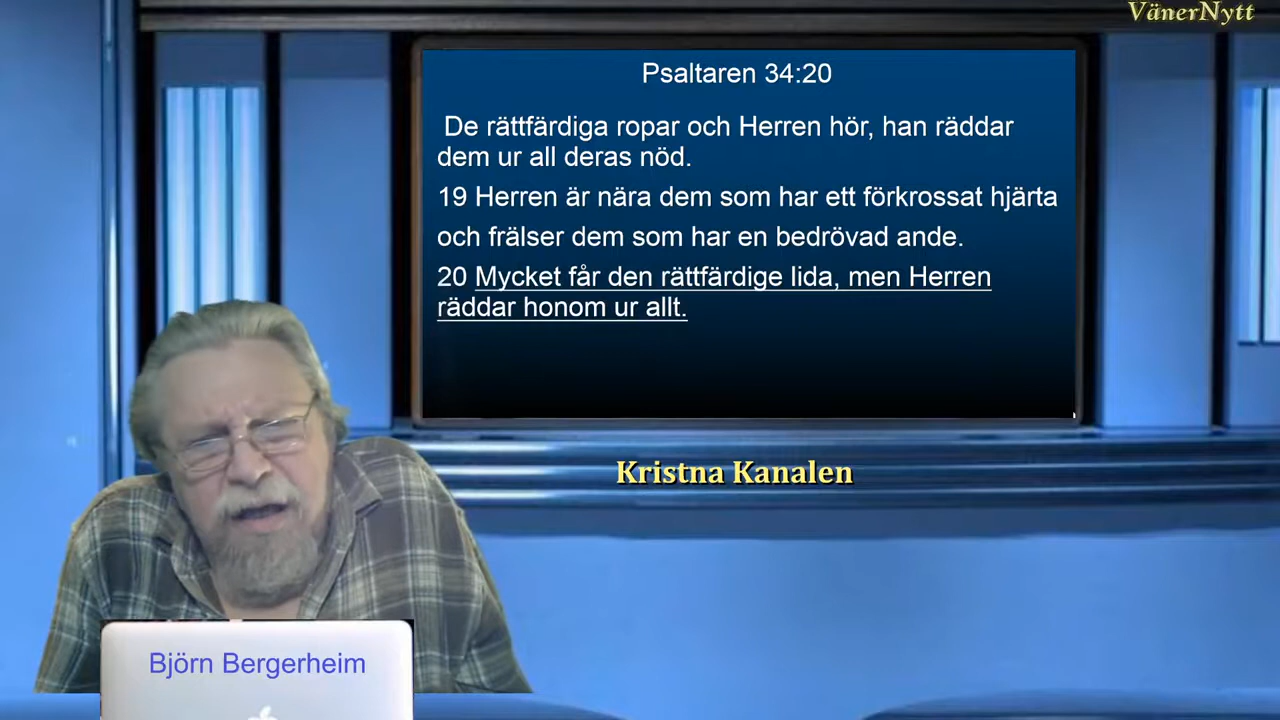 VänerNytt
Psaltaren 34:20
De rättfärdiga ropar och Herren hör, han räddar
dem ur all deras nöd.
19 Herren är nära dem som har ett förkrossat hjärta
och frälser dem som har en bedrövad ande.
20 Mycket får den rättfärdige lida, men Herren
räddar honom ur allt.
Kristna Kanalen
Björn Bergerheim